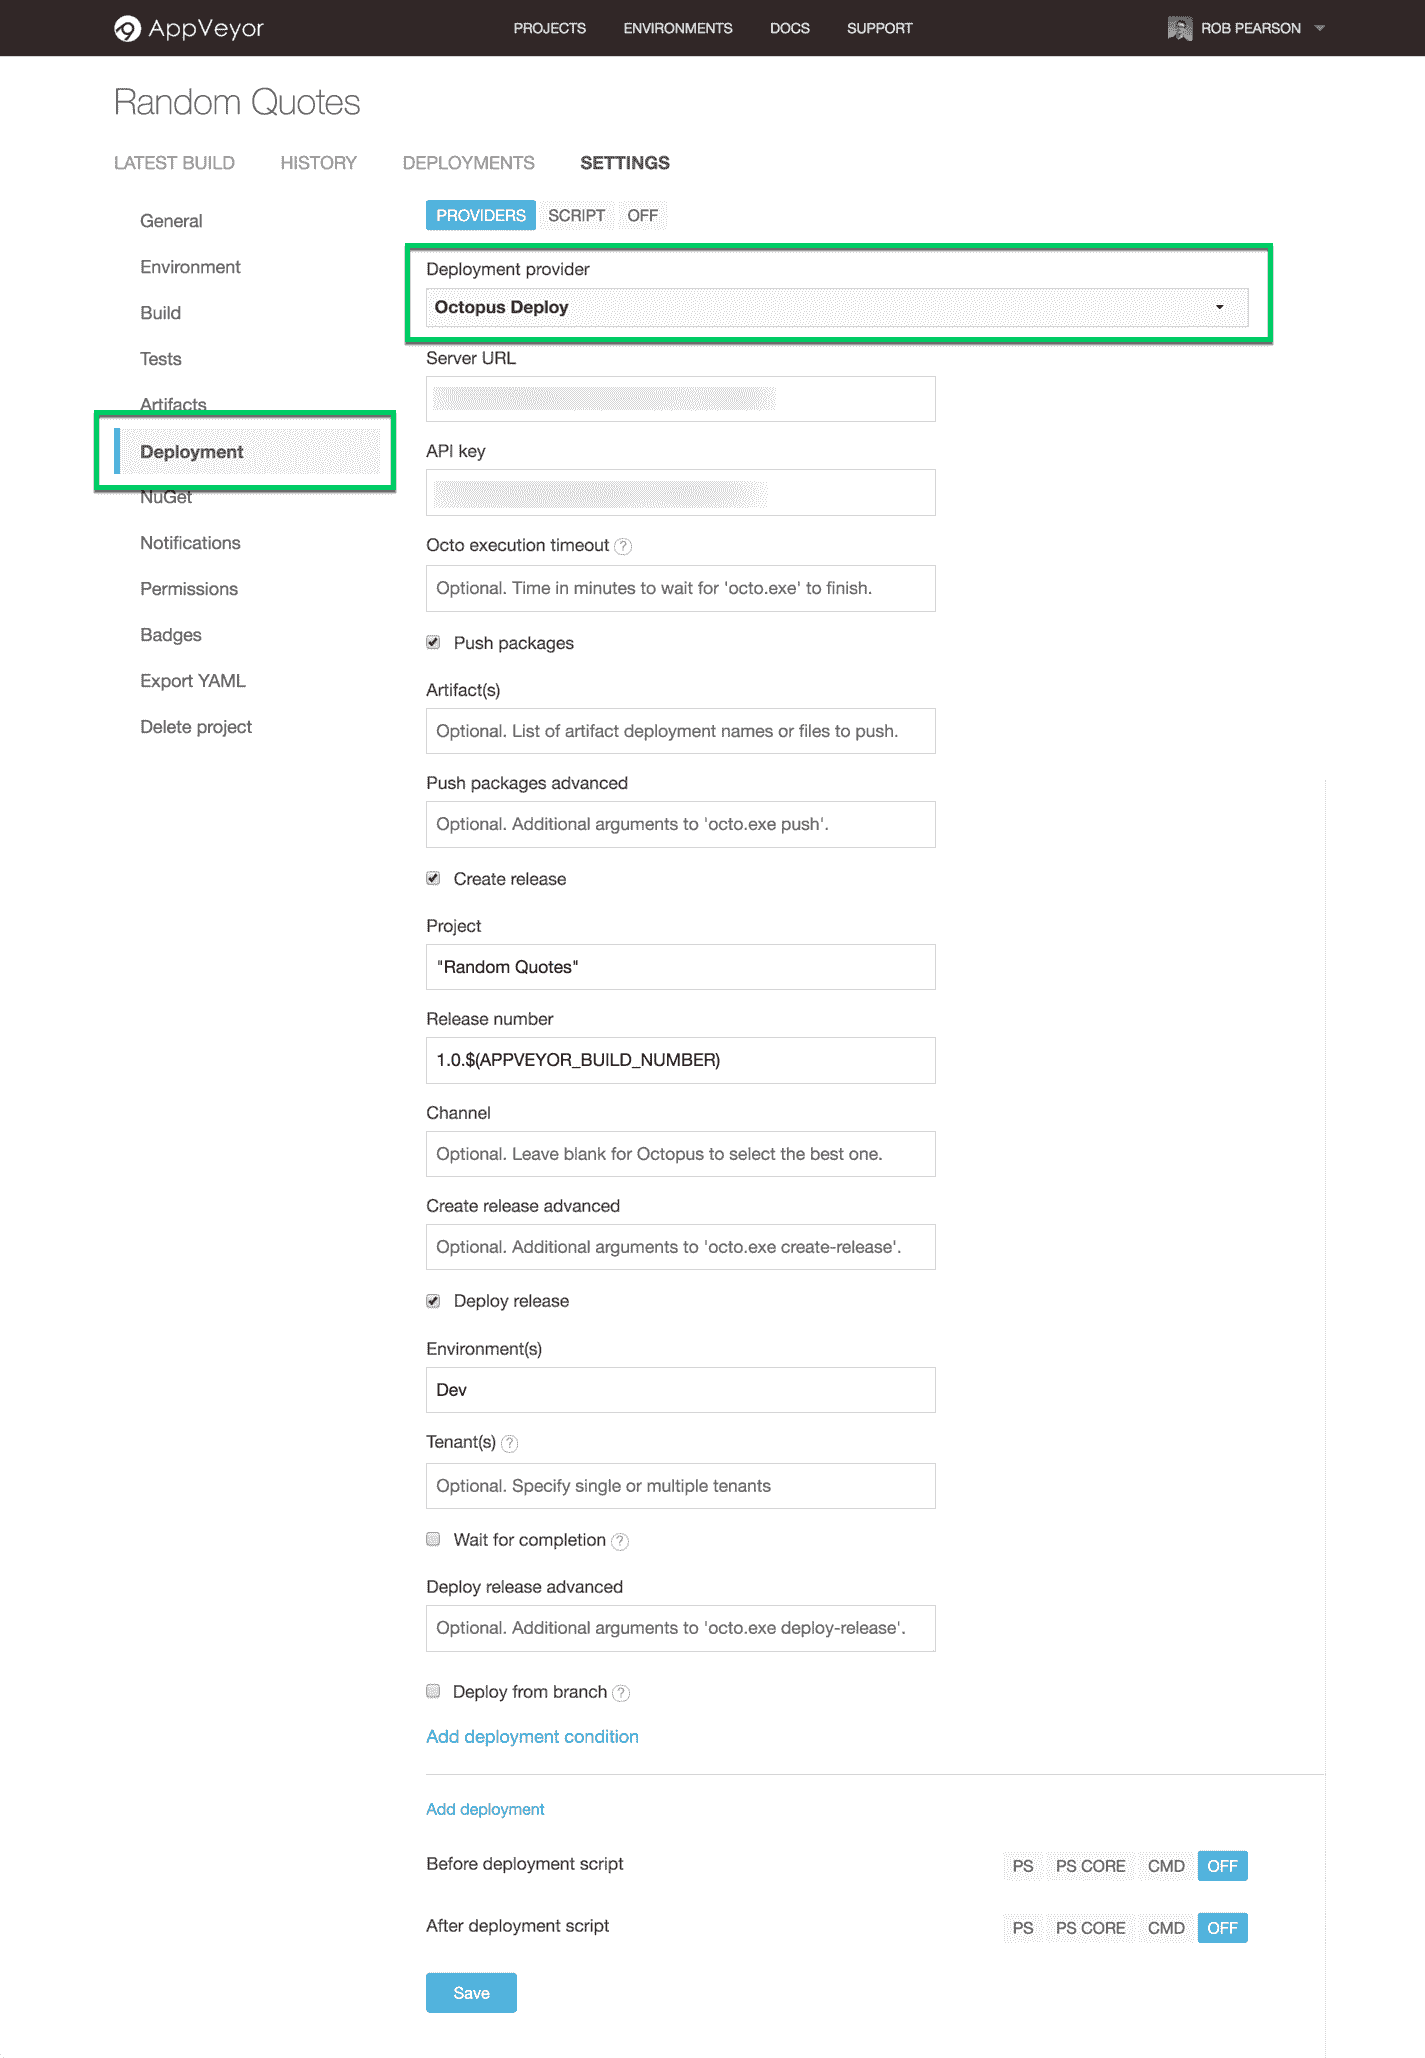 AppVeyor
PROJECTS
ENVIRONMENTS
DOCS
SUPPORT
ROB PEARSON
Random Quotes
LATEST BUILD
HISTORY
DEPLOYMENTS
SETTINGS
General
Environment
Build
Tests
Artifacts
Deployment
NuGet
Notifications
Permissions
Badges
Export YAML
Delete project
PROVIDERS
SCRIPT
OFF
Deployment provider
Octopus Deploy
Server URL
API key
Octo execution timeout ?
Optional. Time in minutes to wait for 'octo.exe' to finish.
Push packages
Artifact(s)
Optional. List of artifact deployment names or files to push.
Push packages advanced
Optional. Additional arguments to 'octo.exe push'.
Create release
Project
"Random Quotes"
Release number
1.0.$(APPVEYOR_BUILD_NUMBER)
Channel
Optional. Leave blank for Octopus to select the best one.
Create release advanced
Optional. Additional arguments to 'octo.exe create-release'.
Deploy release
Environment(s)
Dev
Tenant(s) ?
Optional. Specify single or multiple tenants
Wait for completion ?
Deploy release advanced
Optional. Additional arguments to 'octo.exe deploy-release'.
Deploy from branch ?
Add deployment condition
Add deployment
Before deployment script
PS
PS CORE
CMD
OFF
After deployment script
PS
PS CORE
CMD
OFF
Save